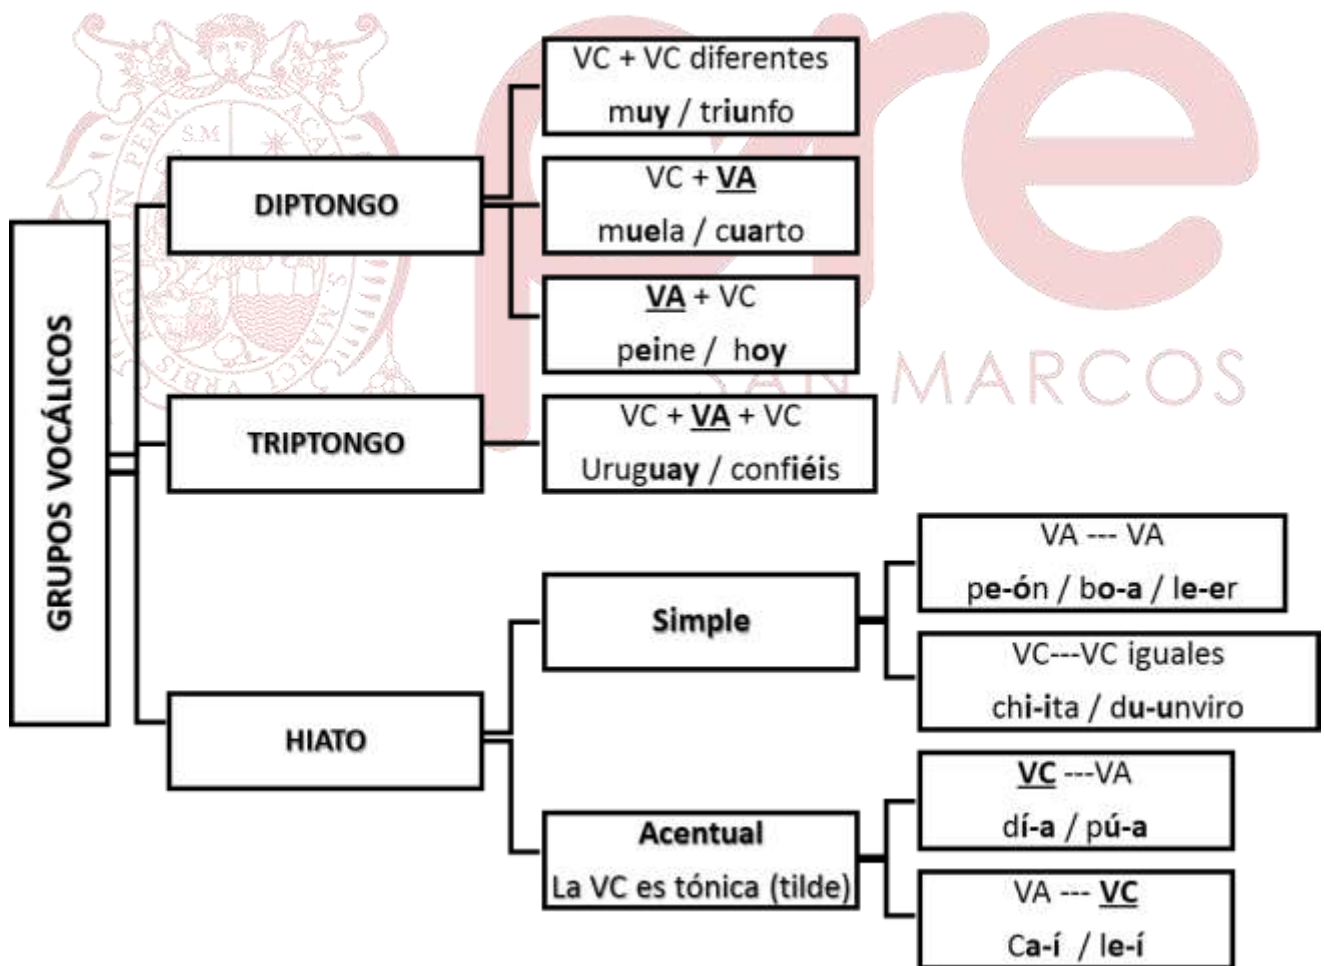 GRUPOS VOCÁLICOS
DIPTONGO
VC + VC diferentes
muy / triunfo
VC + VA
muela / cuarto
VA + VC
peine / hoy
TRIPTONGO
VC + VA + VC
Uruguay / confiéis
HIATO
Simple
VA --- VA
pe-ón / bo-a / le-er
VC---VC iguales
chi-ita / du-unviro
Acentual
La VC es tónica (tilde)
VC ---VA
dí-a / pú-a
VA --- VC
Ca-í / le-í
pre
SAN MARCOS
S.M